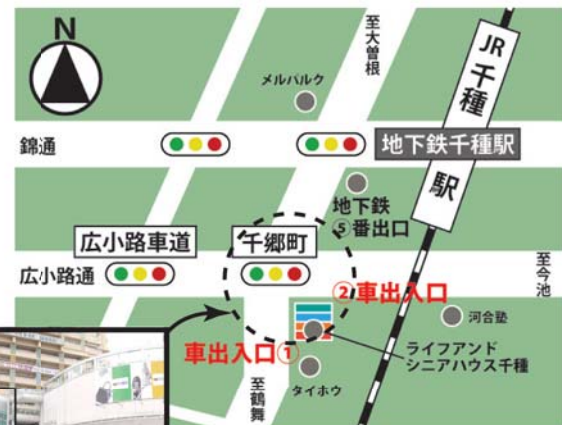 N
至大曽根
JR千種駅
メルパルク
錦通
地下鉄千種駅
地下鉄
⑤番出口
広小路車道
千郷町
至今池
広小路通
②車出入口
河合塾
車出入口①
ライフアンド
シニアハウス千種
タイホウ
至鶴舞